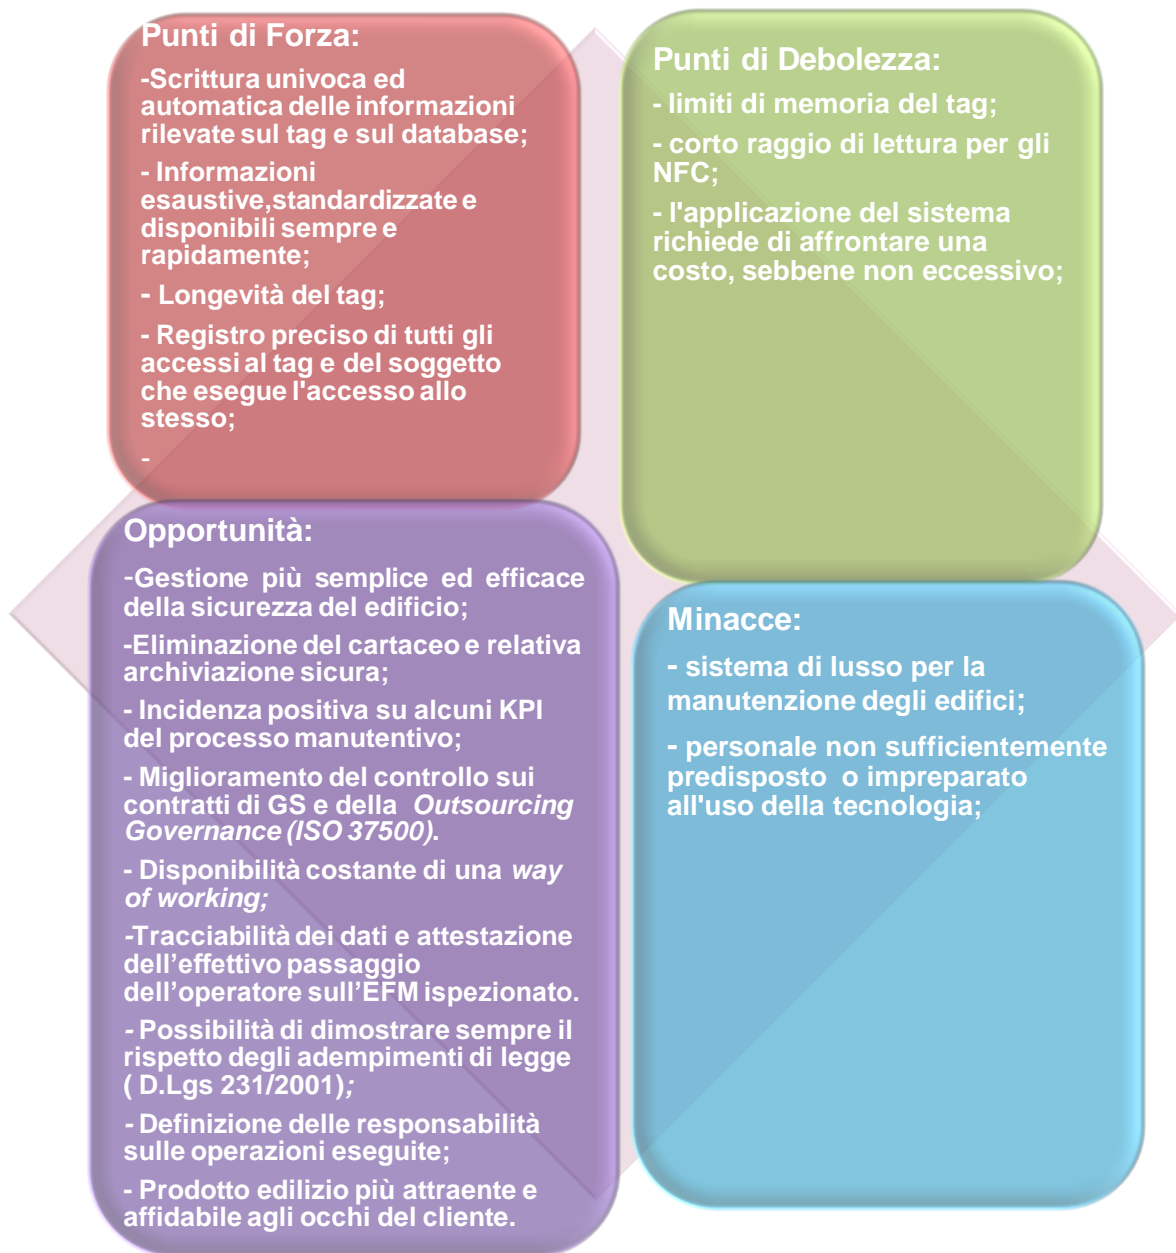 Punti di Forza:
-Scrittura univoca ed
automatica delle informazioni
rilevate sul tag e sul database;
- Informazioni
esaustive,standardizzate e
disponibili sempre e
rapidamente;
- Longevità del tag;
- Registro preciso di tutti gli
accessi al tag e del soggetto
che esegue l'accesso allo
stesso;
-
Punti di Debolezza:
- limiti di memoria del tag;
- corto raggio di lettura per gli
NFC;
- l'applicazione del sistema
richiede di affrontare una
costo, sebbene non eccessivo;
Opportunità:
-Gestione più semplice ed efficace
della sicurezza del edificio;
-Eliminazione del cartaceo e relativa
archiviazione sicura;
- Incidenza positiva su alcuni KPI
del processo manutentivo;
- Miglioramento del controllo sui
contratti di GS e della Outsourcing
Governance (ISO 37500).
- Disponibilità costante di una way
of working;
-Tracciabilità dei dati e attestazione
dell’effettivo passaggio
dell’operatore sull’EFM ispezionato.
- Possibilità di dimostrare sempre il
rispetto degli adempimenti di legge
( D.Lgs 231/2001);
- Definizione delle responsabilità
sulle operazioni eseguite;
- Prodotto edilizio più attraente e
affidabile agli occhi del cliente.
Minacce:
- sistema di lusso per la
manutenzione degli edifici;
- personale non sufficientemente
predisposto o impreparato
all'uso della tecnologia;